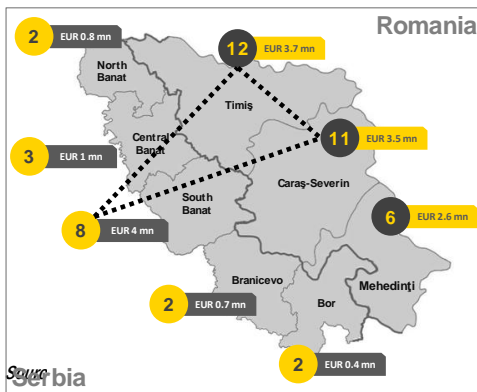 Romania
2 EUR 0.8 mn
12 EUR 3.7 mn
North
Banat
Timiş
11 EUR 3.5 mn
Central
Banat
3 EUR 1 mn
Caraş-Severin
South
Banat
6 EUR 2.6 mn
8 EUR 4 mn
Branicevo
Mehedinţi
2 EUR 0.7 mn
Bor
2 EUR 0.4 mn
Sourc
Serbia